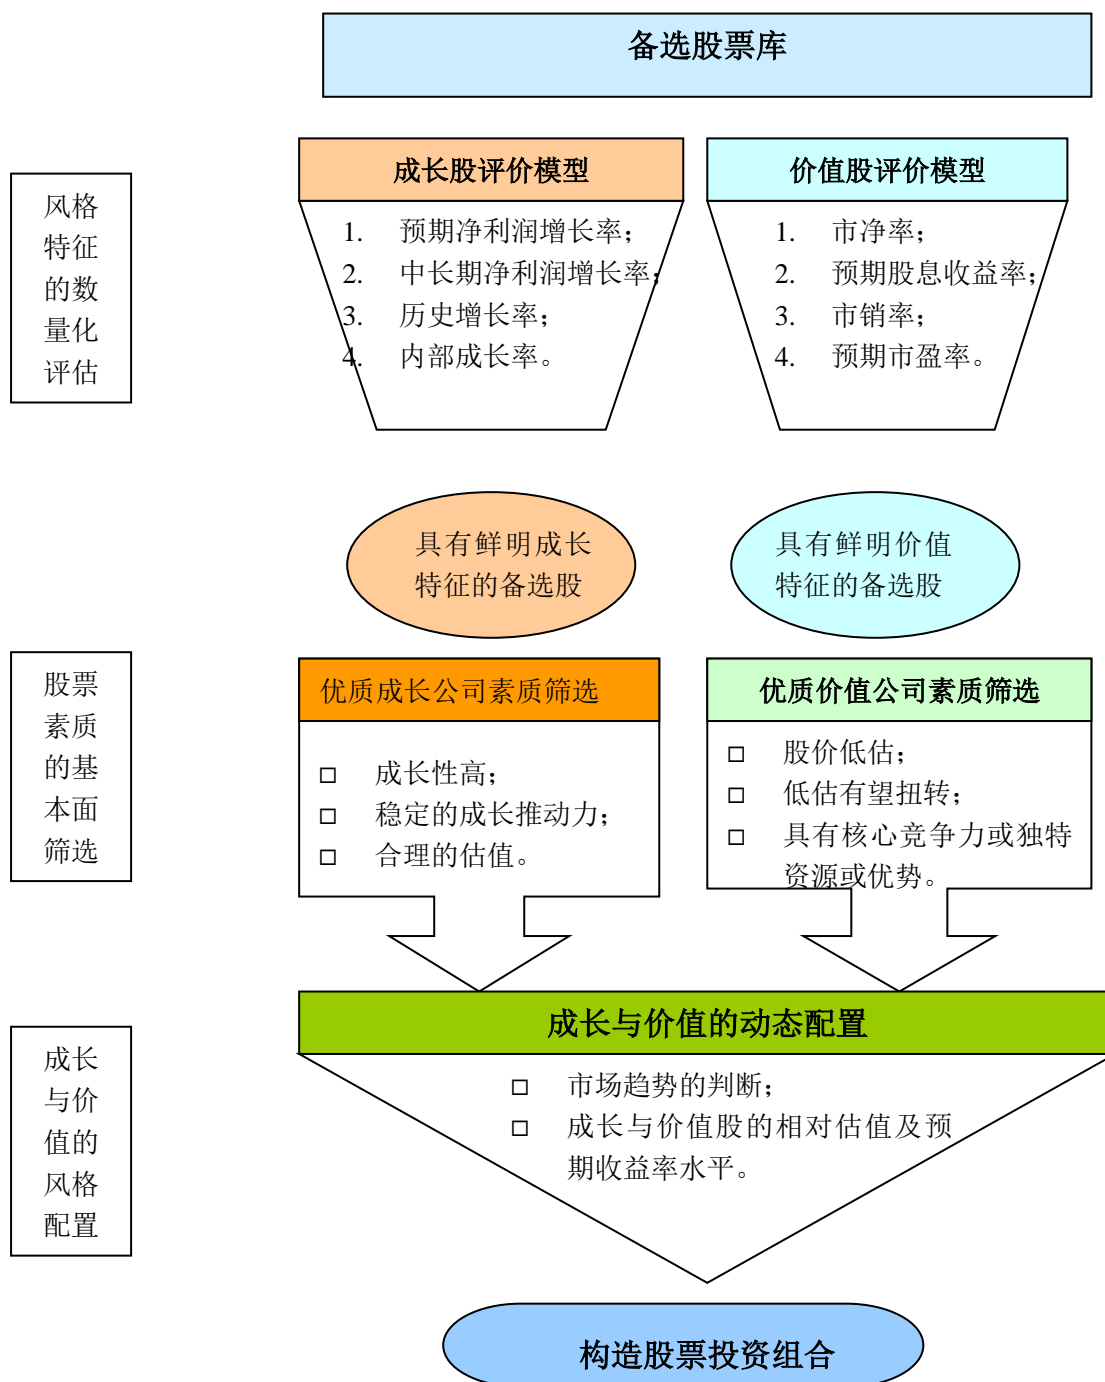 备选股票库
风格
特征
的数
量化
评估
成长股评价模型
1. 预期净利润增长率；
2. 中长期净利润增长率；
3. 历史增长率；
4. 内部成长率。
价值股评价模型
1. 市净率；
2. 预期股息收益率；
3. 市销率；
4. 预期市盈率。
具有鲜明成长
特征的备选股
具有鲜明价值
特征的备选股
股票
素质
的基
本面
筛选
优质成长公司素质筛选
□ 成长性高；
□ 稳定的成长推动力；
□ 合理的估值。
优质价值公司素质筛选
□ 股价低估；
□ 低估有望扭转；
□ 具有核心竞争力或独特
资源或优势。
成长
与价
值的
风格
配置
成长与价值的动态配置
□ 市场趋势的判断；
□ 成长与价值股的相对估值及预
期收益率水平。
构造股票投资组合